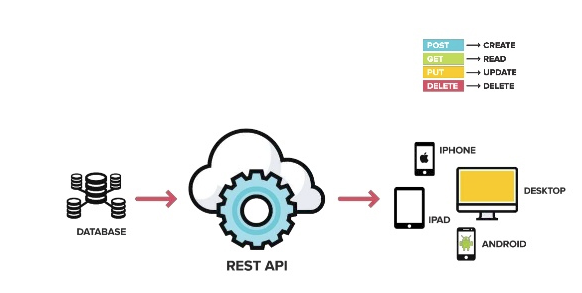 POST CREATE
GET READ
PUT UPDATE
DELETE DELETE
IPHONE
DESKTOP
IPAD
DATABASE
ANDROID
REST API